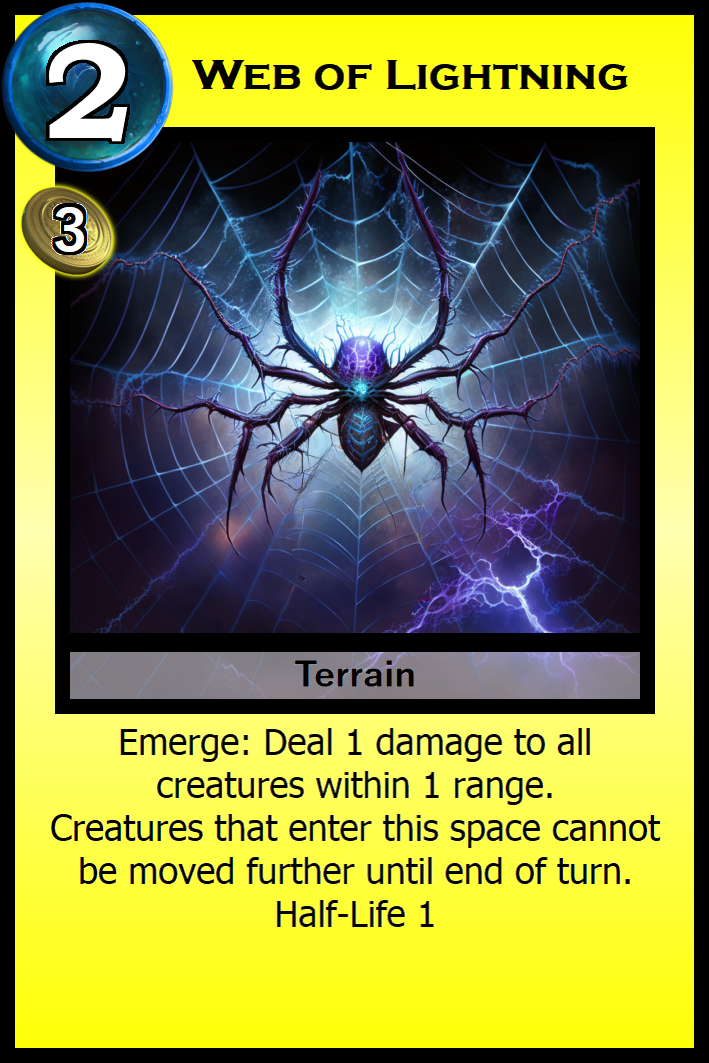 2
Web of Lightning
3
Terrain
Emerge: Deal 1 damage to all
creatures within 1 range.
Creatures that enter this space cannot
be moved further until end of turn.
Half-Life 1